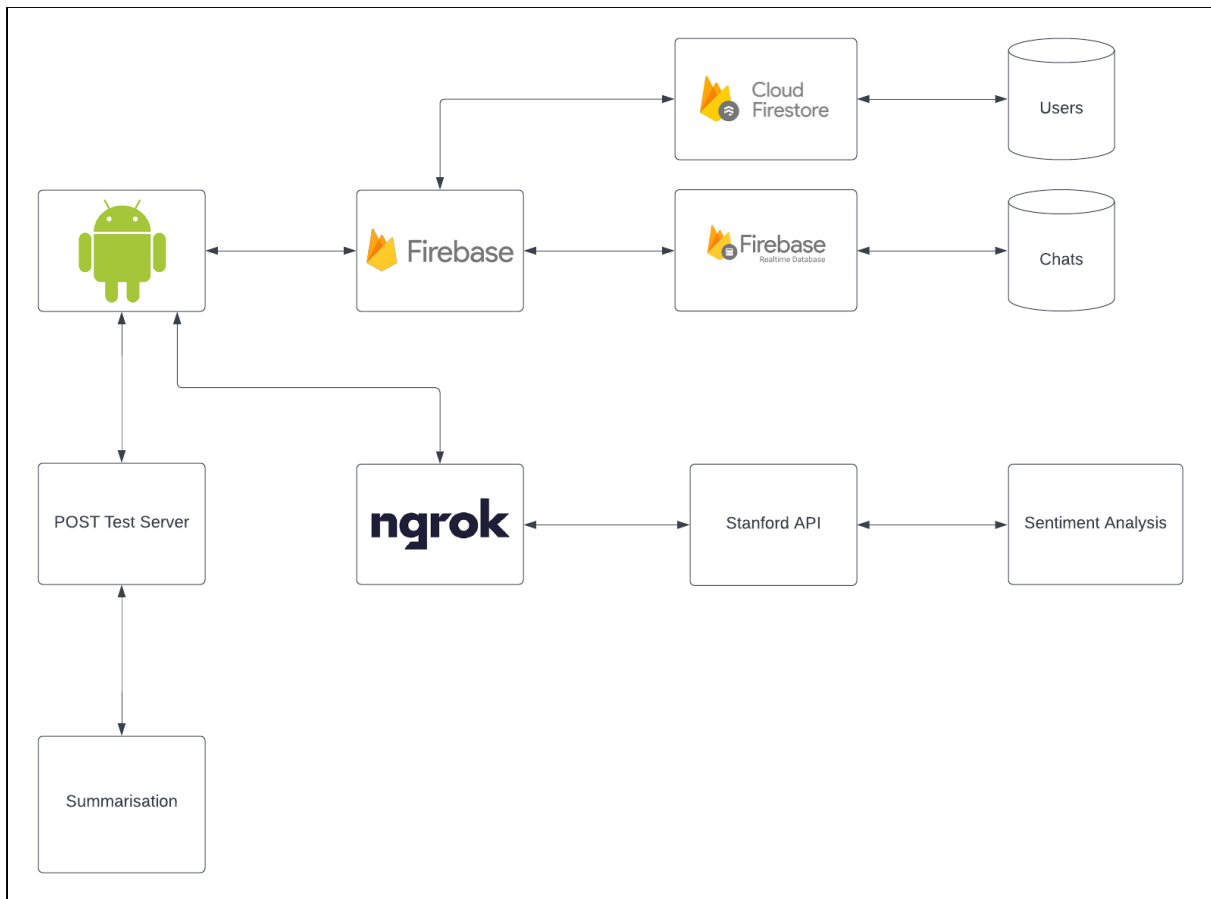 Cloud
Firestore
Users
Firebase
Firebase
Realtime Database
Chats
POST Test Server
ngrok
Stanford API
Sentiment Analysis
Summarisation